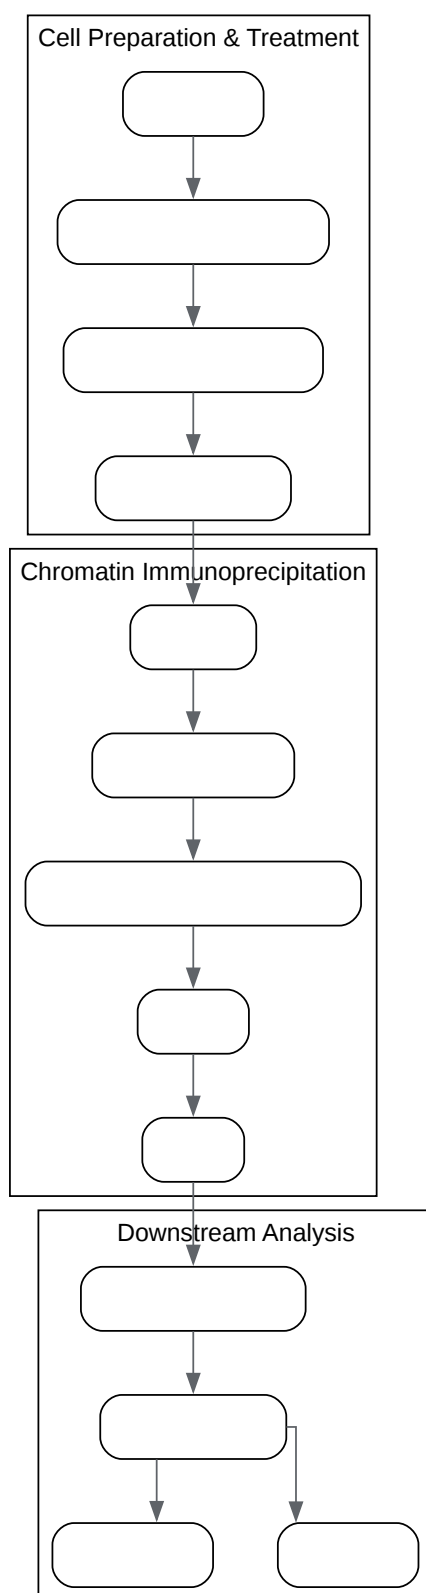 Cell Preparation & Treatment
Chromatin Immunoprecipitation
Downstream Analysis